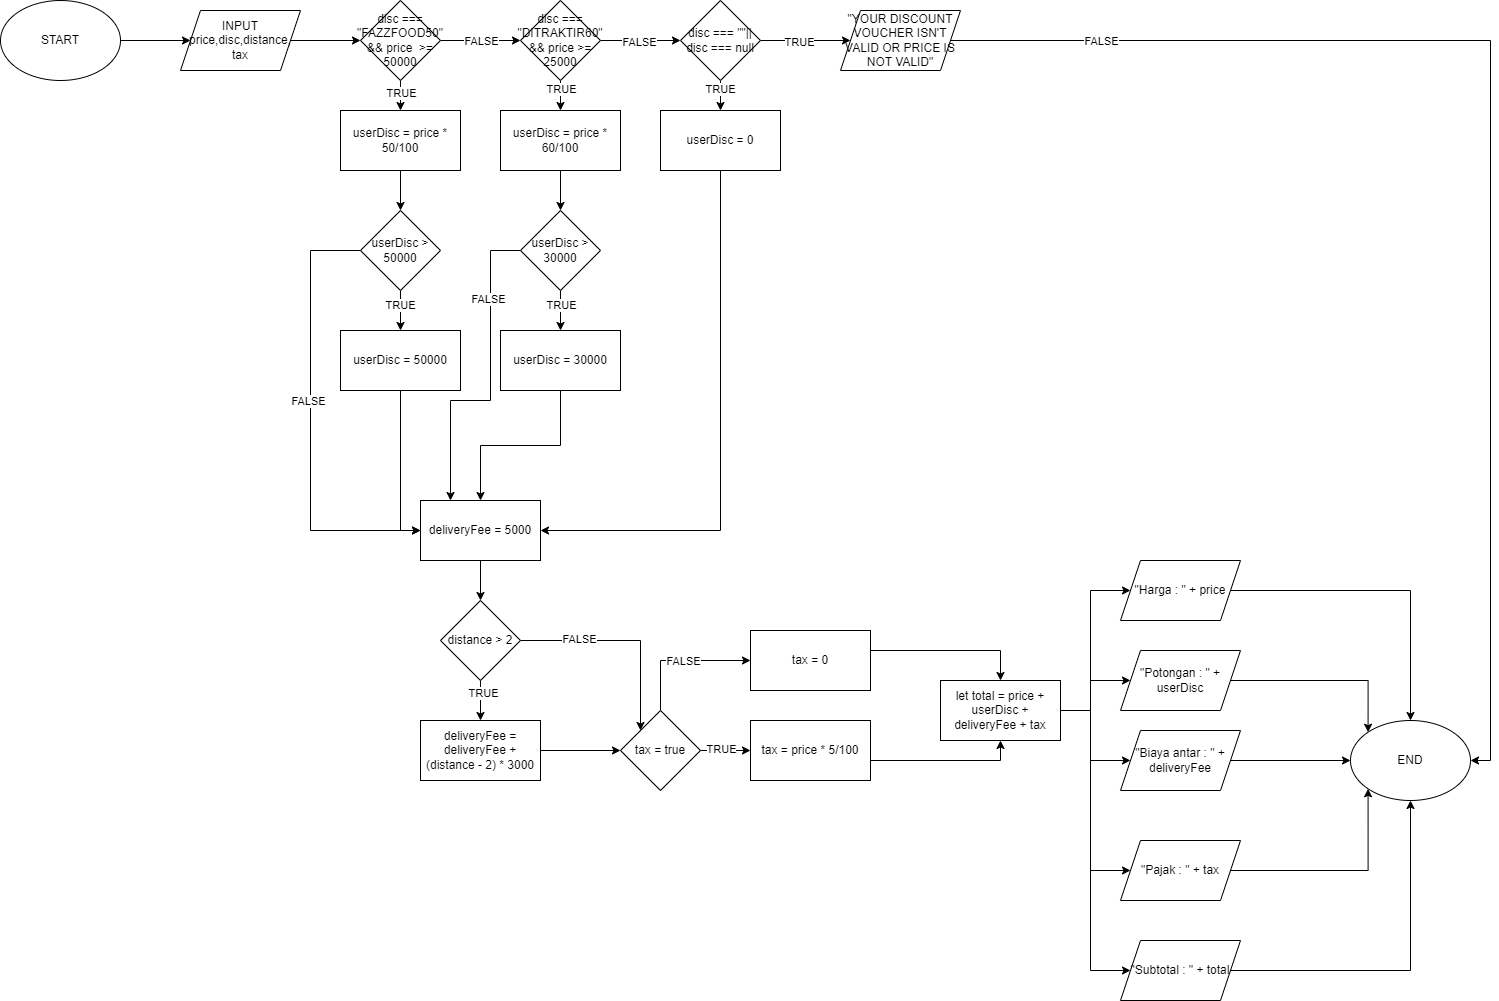 START
INPUT
price,disc,distance
tax
disc ===
"FAZZFOOD50"
&& price >=
50000
FALSE
disc ===
"DITRAKTIR60"
&& price >=
25000
FALSE
disc === ""||
disc === null
TRUE
"YOUR DISCOUNT
VOUCHER ISN'T
VALID OR PRICE IS
NOT VALID"
FALSE
TRUE
TRUE
TRUE
userDisc = price *
50/100
userDisc = price *
60/100
userDisc = 0
userDisc >
50000
userDisc >
30000
TRUE
FALSE
TRUE
userDisc = 50000
userDisc = 30000
FALSE
deliveryFee = 5000
distance > 2
FALSE
TRUE
deliveryFee =
deliveryFee +
(distance - 2) * 3000
tax = true
FALSE
TRUE
tax = 0
tax = price * 5/100
let total = price +
userDisc +
deliveryFee + tax
"Harga : " + price
"Potongan : " +
userDisc
"Biaya antar : " +
deliveryFee
"Pajak : " + tax
"Subtotal : " + total
END